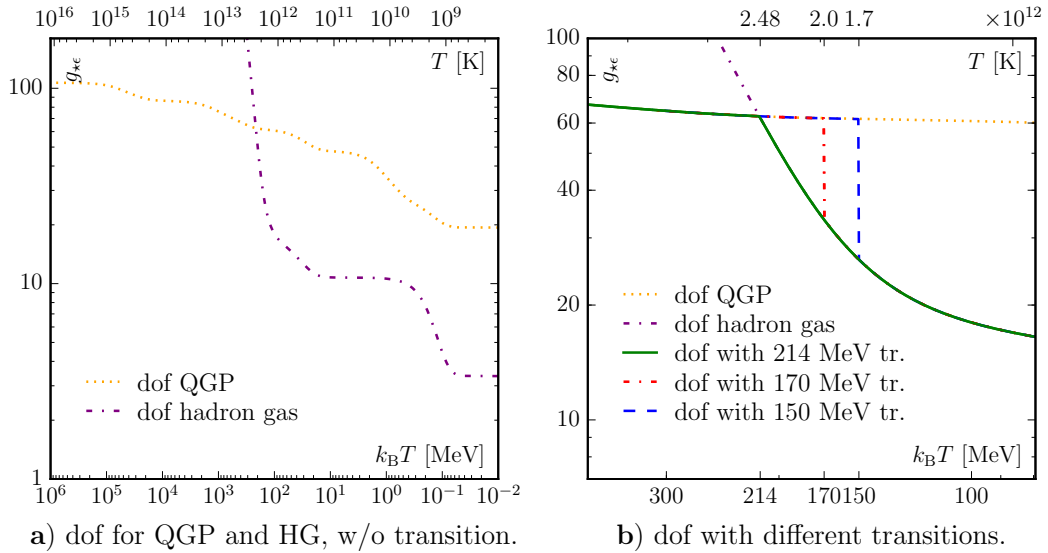 10^16 10^15 10^14 10^13 10^12 10^11 10^10 10^9
g⋆ϵ
T [K]
100
10
1
dof QGP
dof hadron gas
k_B T [MeV]
10^6 10^5 10^4 10^3 10^2 10^1 10^0 10^-1 10^-2
a) dof for QGP and HG, w/o transition.
2.48 2.0 1.7 ×10^12
100
g⋆ϵ
T [K]
80
60
40
20
10
dof QGP
dof hadron gas
dof with 214 MeV tr.
dof with 170 MeV tr.
dof with 150 MeV tr.
k_B T [MeV]
300 214 170 150 100
b) dof with different transitions.